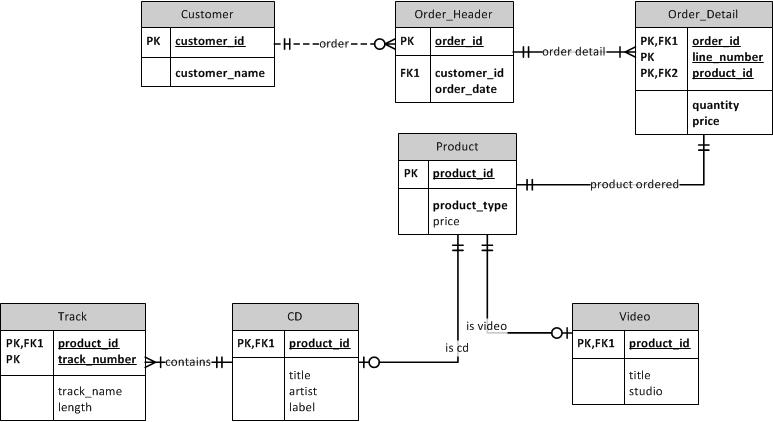 Customer
PK customer_id
customer_name
order
Order_Header
PK order_id
FK1 customer_id
order_date
order detail
Order_Detail
PK,FK1 order_id
PK line_number
PK,FK2 product_id
quantity
price
Product
PK product_id
product_type
price
product ordered
is video
is cd
Track
PK,FK1 product_id
PK track_number
track_name
length
contains
CD
PK,FK1 product_id
title
artist
label
Video
PK,FK1 product_id
title
studio